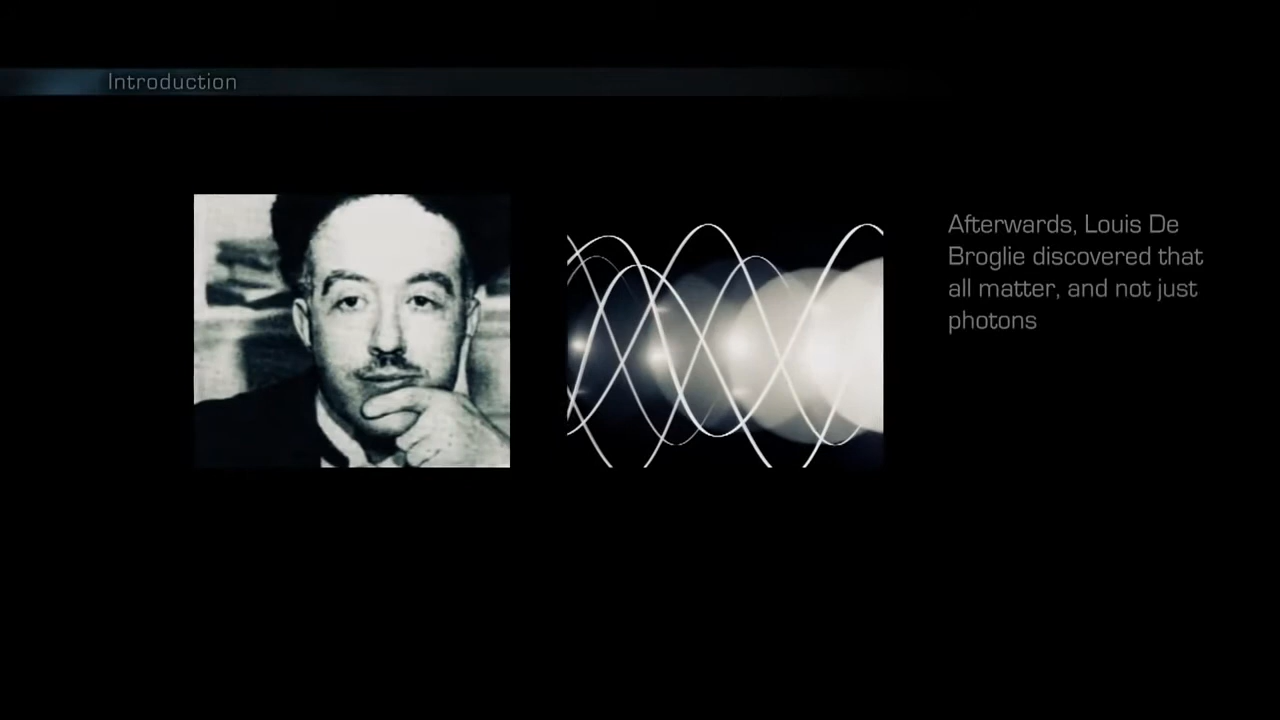 Introduction
Afterwards, Louis De
Broglie discovered that
all matter, and not just
photons